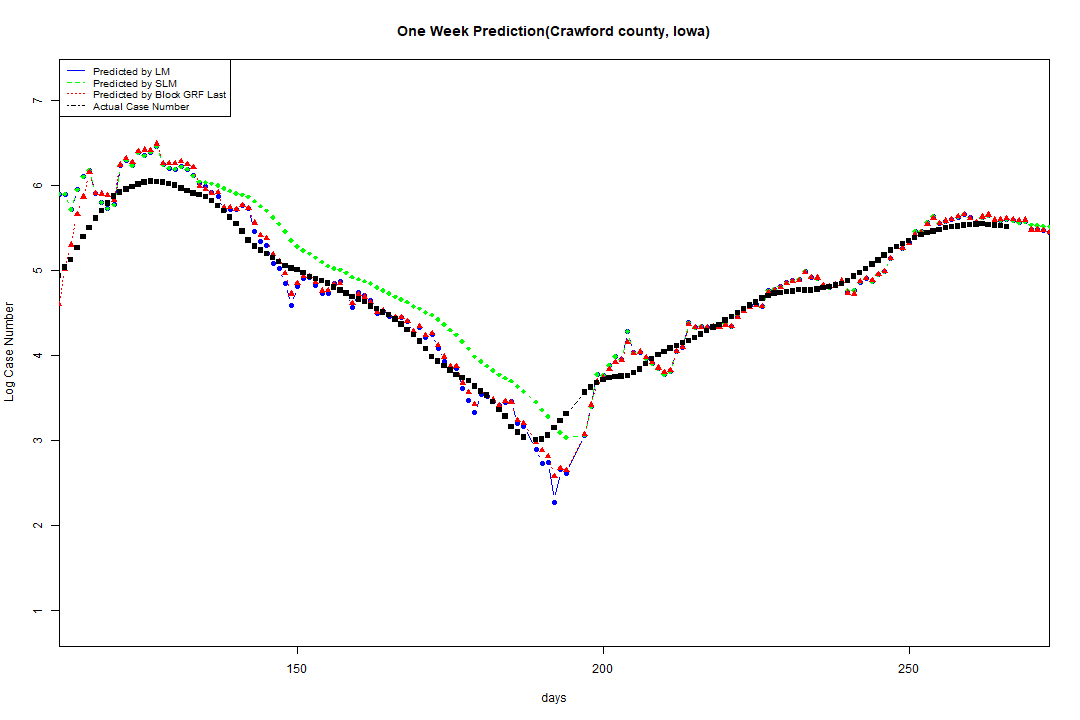 One Week Prediction(Crawford county, Iowa)
Predicted by LM
Predicted by SLM
Predicted by Block GRF Last
Actual Case Number
7
6
5
4
3
2
1
Log Case Number
150 200 250
days